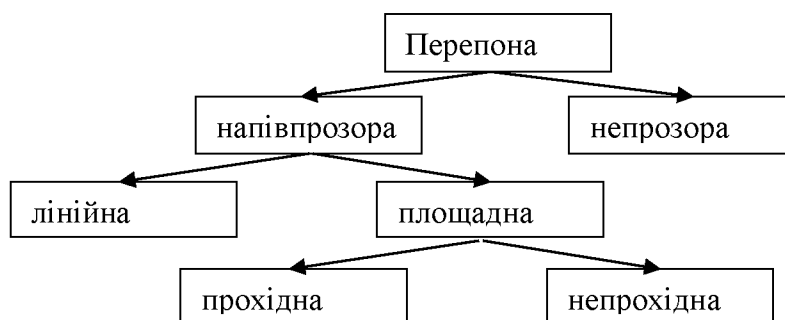 Перепона
напівпрозора
непрозора
лінійна
площадна
прохідна
непрохідна